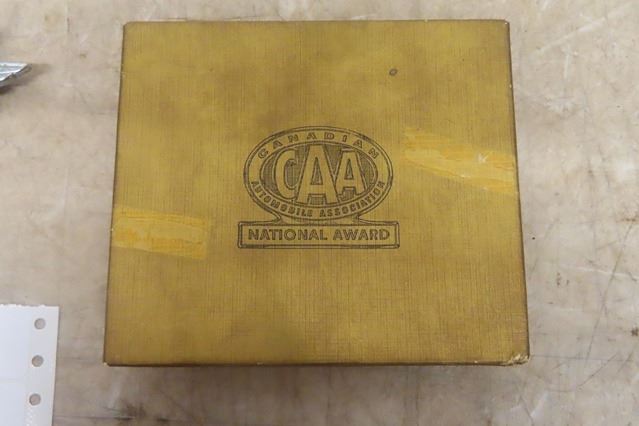 CANADIAN
CAA
AUTOMOBILE ASSOCIATION
NATIONAL AWARD